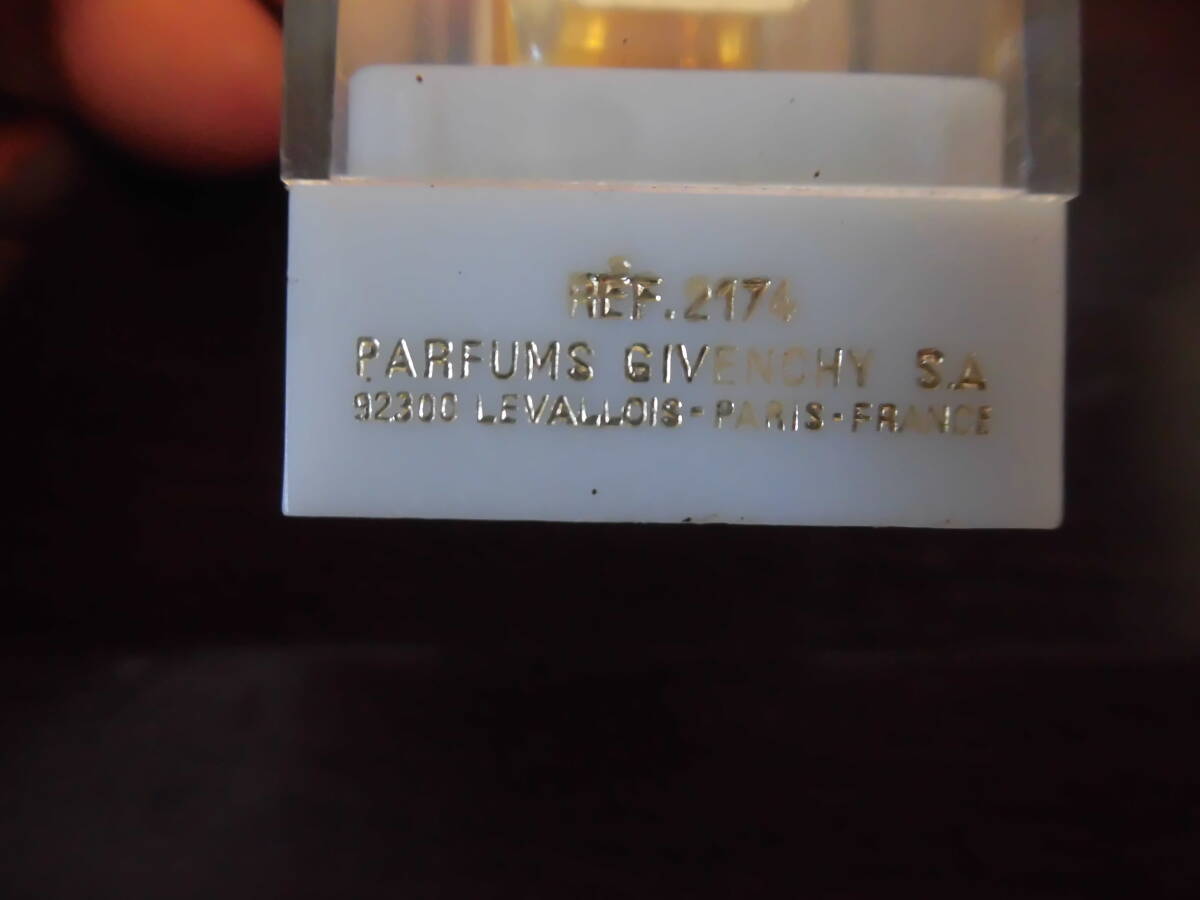 RÉF.2174
PARFUMS GIVENCHY S.A
92300 LEVALLOIS-PARIS-FRANCE